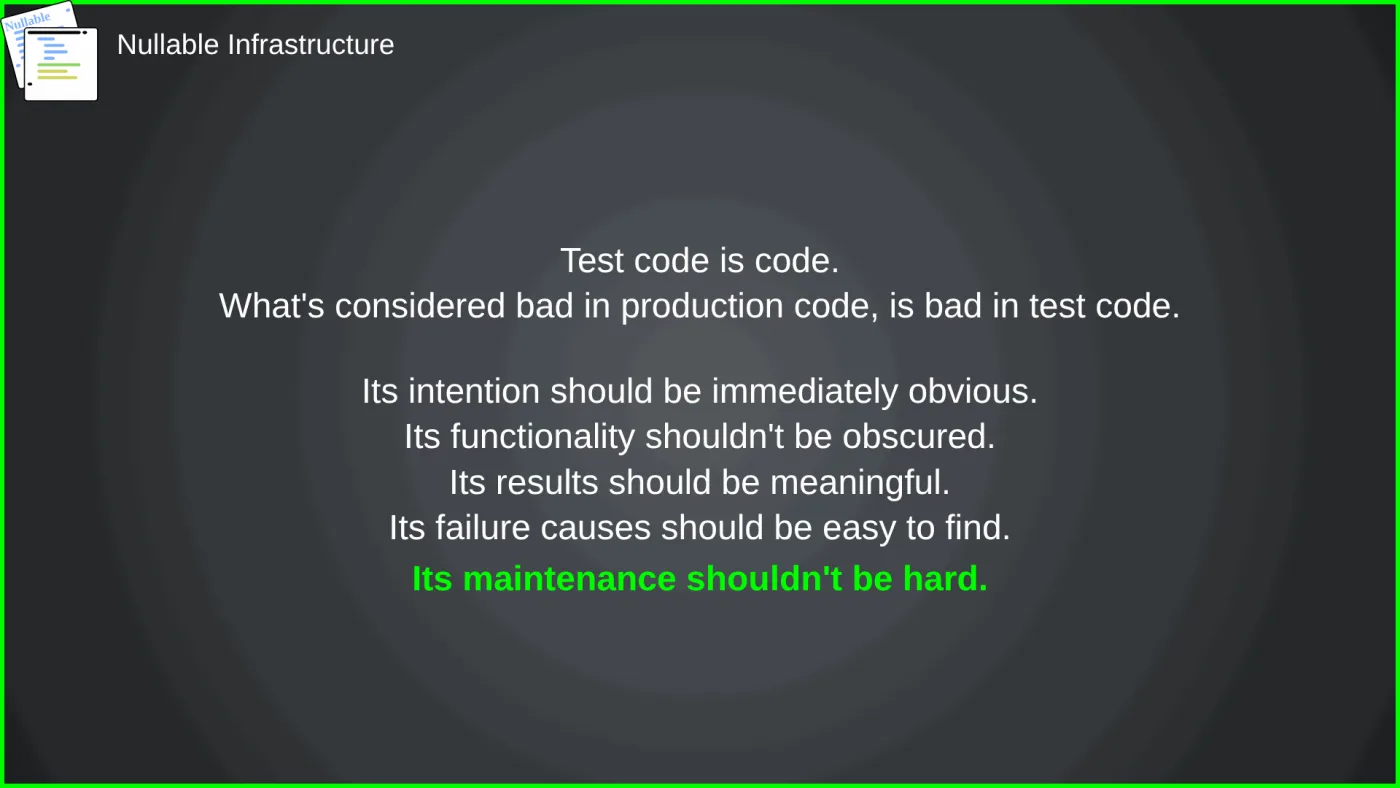 Nullable
Nullable Infrastructure
Test code is code.
What's considered bad in production code, is bad in test code.
Its intention should be immediately obvious.
Its functionality shouldn't be obscured.
Its results should be meaningful.
Its failure causes should be easy to find.
Its maintenance shouldn't be hard.